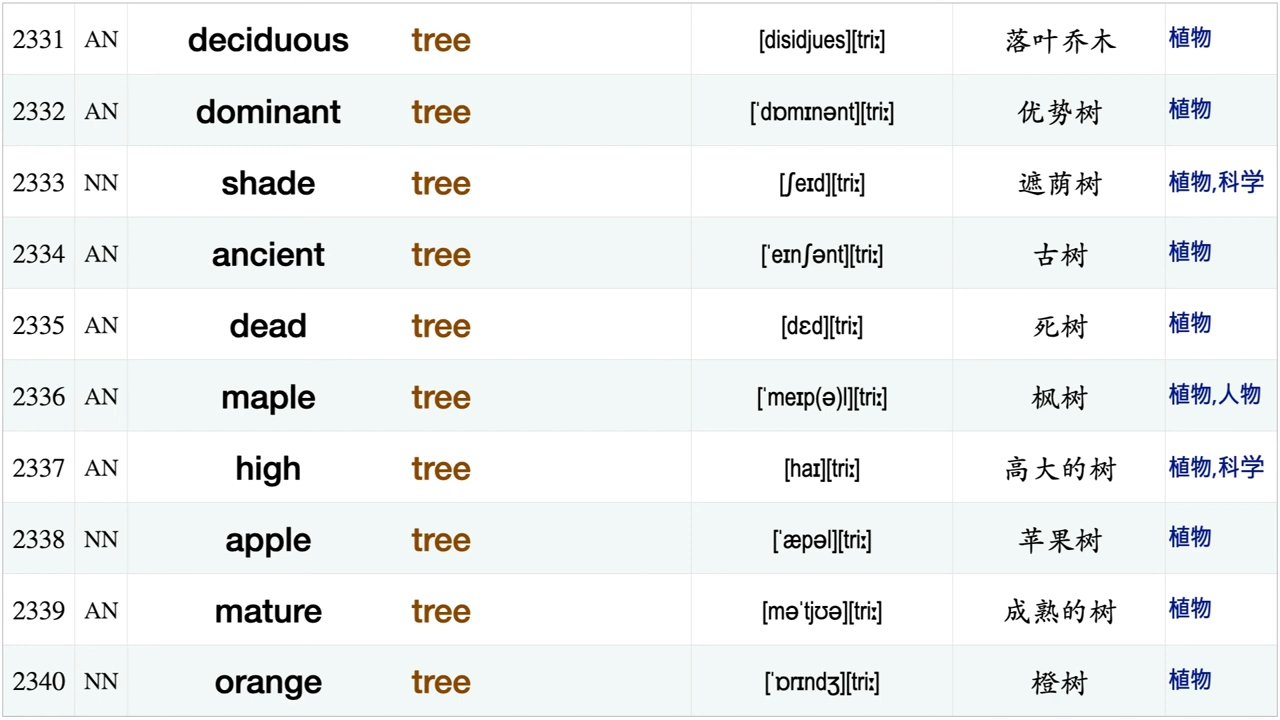 2331 AN deciduous tree [disidjues][triː] 落叶乔木 植物
2332 AN dominant tree [ˈdɒmɪnənt][triː] 优势树 植物
2333 NN shade tree [ʃeɪd][triː] 遮荫树 植物,科学
2334 AN ancient tree [ˈeɪnʃənt][triː] 古树 植物
2335 AN dead tree [dɛd][triː] 死树 植物
2336 AN maple tree [ˈmeɪp(ə)l][triː] 枫树 植物,人物
2337 AN high tree [haɪ][triː] 高大的树 植物,科学
2338 NN apple tree [ˈæpəl][triː] 苹果树 植物
2339 AN mature tree [məˈtjʊə][triː] 成熟的树 植物
2340 NN orange tree [ˈɒrɪndʒ][triː] 橙树 植物